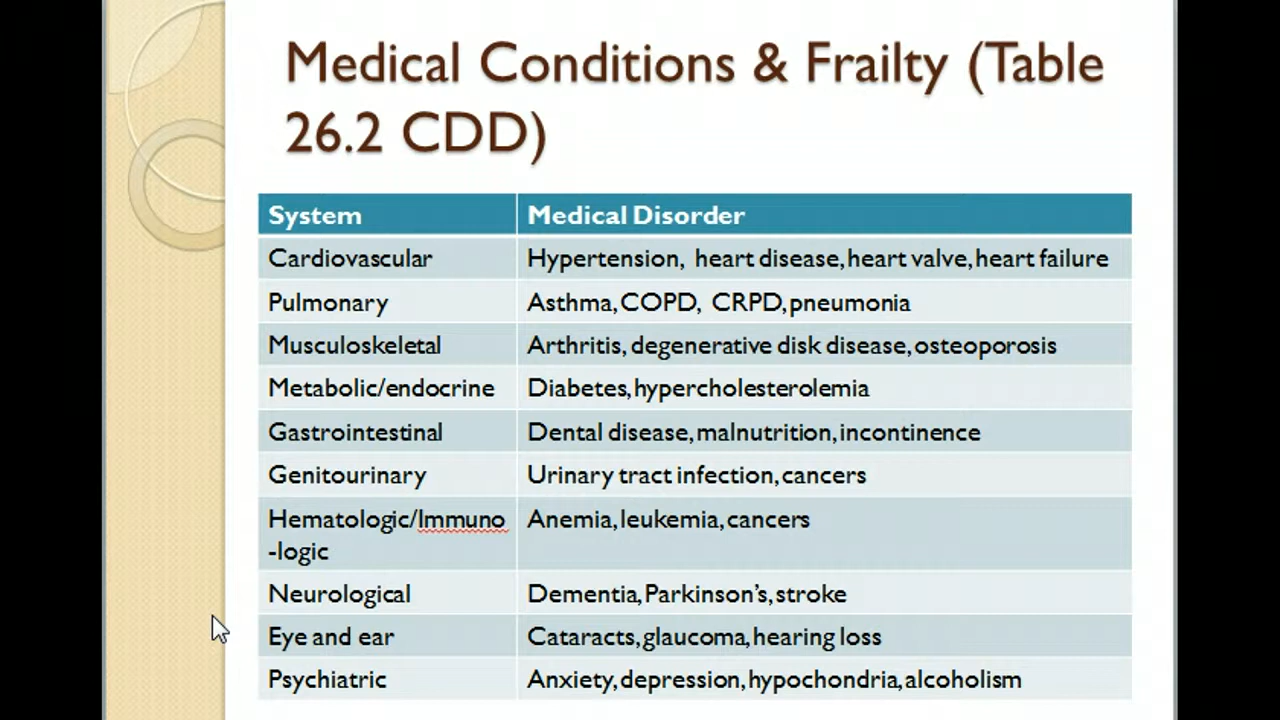 Medical Conditions & Frailty (Table
26.2 CDD)
System Medical Disorder
Cardiovascular Hypertension, heart disease, heart valve, heart failure
Pulmonary Asthma, COPD, CRPD, pneumonia
Musculoskeletal Arthritis, degenerative disk disease, osteoporosis
Metabolic/endocrine Diabetes, hypercholesterolemia
Gastrointestinal Dental disease, malnutrition, incontinence
Genitourinary Urinary tract infection, cancers
Hematologic/Immuno Anemia, leukemia, cancers
-logic
Neurological Dementia, Parkinson's, stroke
Eye and ear Cataracts, glaucoma, hearing loss
Psychiatric Anxiety, depression, hypochondria, alcoholism